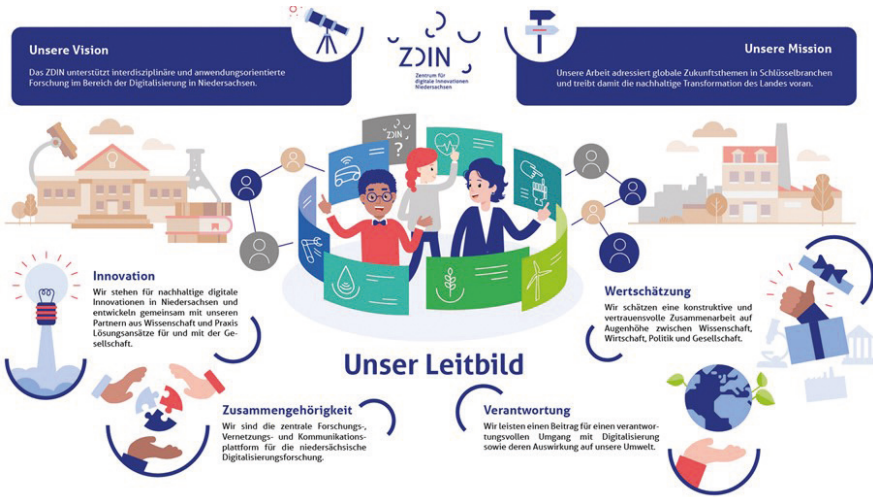 Unsere Vision
Das ZDIN unterstützt interdisziplinäre und anwendungsorientierte
Forschung im Bereich der Digitalisierung in Niedersachsen.
ZDIN
Zentrum für
digitale Innovationen
Niedersachsen
Unsere Mission
Unsere Arbeit adressiert globale Zukunftsthemen in Schlüsselbranchen
und treibt damit die nachhaltige Transformation des Landes voran.
ZDIN
?
Innovation
Wir stehen für nachhaltige digitale
Innovationen in Niedersachsen und
entwickeln gemeinsam mit unseren
Partnern aus Wissenschaft und Praxis
Lösungsansätze für und mit der Ge-
sellschaft.
Wertschätzung
Wir schätzen eine konstruktive und
vertrauensvolle Zusammenarbeit auf
Augenhöhe zwischen Wissenschaft,
Wirtschaft, Politik und Gesellschaft.
Unser Leitbild
Zusammengehörigkeit
Wir sind die zentrale Forschungs-,
Vernetzungs- und Kommunikations-
plattform für die niedersächsische
Digitalisierungsforschung.
Verantwortung
Wir leisten einen Beitrag für einen verantwor-
tungsvollen Umgang mit Digitalisierung
sowie deren Auswirkung auf unsere Umwelt.